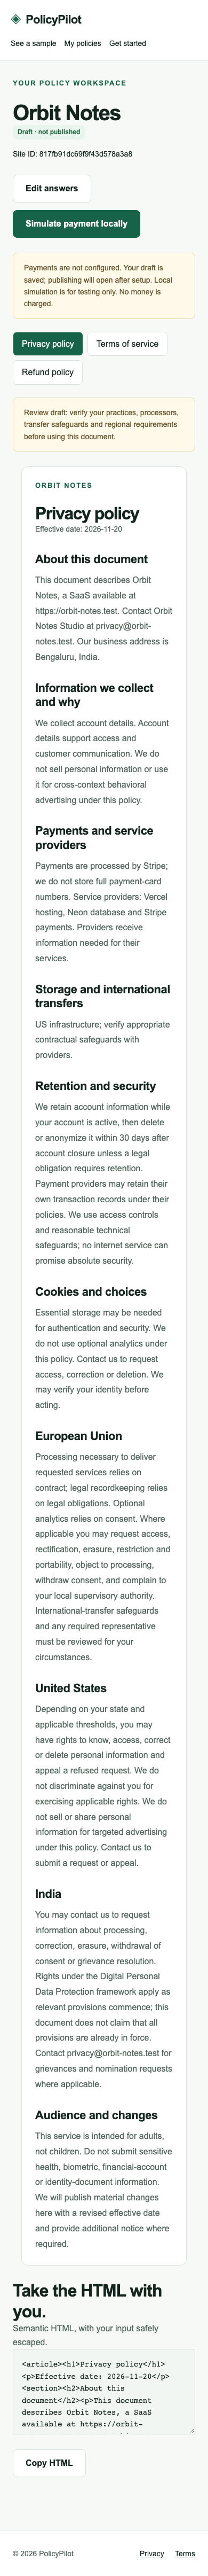 PolicyPilot
See a sample My policies Get started
YOUR POLICY WORKSPACE
Orbit Notes
Draft · not published
Site ID: 817fb91dc69f9f43d578a3a8
Edit answers
Simulate payment locally
Payments are not configured. Your draft is
saved; publishing will open after setup. Local
simulation is for testing only. No money is
charged.
Privacy policy Terms of service
Refund policy
Review draft: verify your practices, processors,
transfer safeguards and regional requirements
before using this document.
ORBIT NOTES
Privacy policy
Effective date: 2026-11-20
About this document
This document describes Orbit
Notes, a SaaS available at
https://orbit-notes.test. Contact Orbit
Notes Studio at privacy@orbit-
notes.test. Our business address is
Bengaluru, India.
Information we collect
and why
We collect account details. Account
details support access and
customer communication. We do
not sell personal information or use
it for cross-context behavioral
advertising under this policy.
Payments and service
providers
Payments are processed by Stripe;
we do not store full payment-card
numbers. Service providers: Vercel
hosting, Neon database and Stripe
payments. Providers receive
information needed for their
services.
Storage and international
transfers
US infrastructure; verify appropriate
contractual safeguards with
providers.
Retention and security
We retain account information while
your account is active, then delete
or anonymize it within 30 days after
account closure unless a legal
obligation requires retention.
Payment providers may retain their
own transaction records under their
policies. We use access controls
and reasonable technical
safeguards; no internet service can
promise absolute security.
Cookies and choices
Essential storage may be needed
for authentication and security. We
do not use optional analytics under
this policy. Contact us to request
access, correction or deletion. We
may verify your identity before
acting.
European Union
Processing necessary to deliver
requested services relies on
contract; legal recordkeeping relies
on legal obligations. Optional
analytics relies on consent. Where
applicable you may request access,
rectification, erasure, restriction and
portability, object to processing,
withdraw consent, and complain to
your local supervisory authority.
International-transfer safeguards
and any required representative
must be reviewed for your
circumstances.
United States
Depending on your state and
applicable thresholds, you may
have rights to know, access, correct
or delete personal information and
appeal a refused request. We do
not discriminate against you for
exercising applicable rights. We do
not sell or share personal
information for targeted advertising
under this policy. Contact us to
submit a request or appeal.
India
You may contact us to request
information about processing,
correction, erasure, withdrawal of
consent or grievance resolution.
Rights under the Digital Personal
Data Protection framework apply as
relevant provisions commence; this
document does not claim that all
provisions are already in force.
Contact privacy@orbit-notes.test for
grievances and nomination requests
where applicable.
Audience and changes
This service is intended for adults,
not children. Do not submit sensitive
health, biometric, financial-account
or identity-document information.
We will publish material changes
here with a revised effective date
and provide additional notice where
required.
Take the HTML with
you.
Semantic HTML, with your input safely
escaped.
<article><h1>Privacy policy</h1>
<p>Effective date: 2026-11-20</p>
<section><h2>About this
document</h2><p>This document
describes Orbit Notes, a SaaS
available at https://orbit-
Copy HTML
© 2026 PolicyPilot Privacy Terms